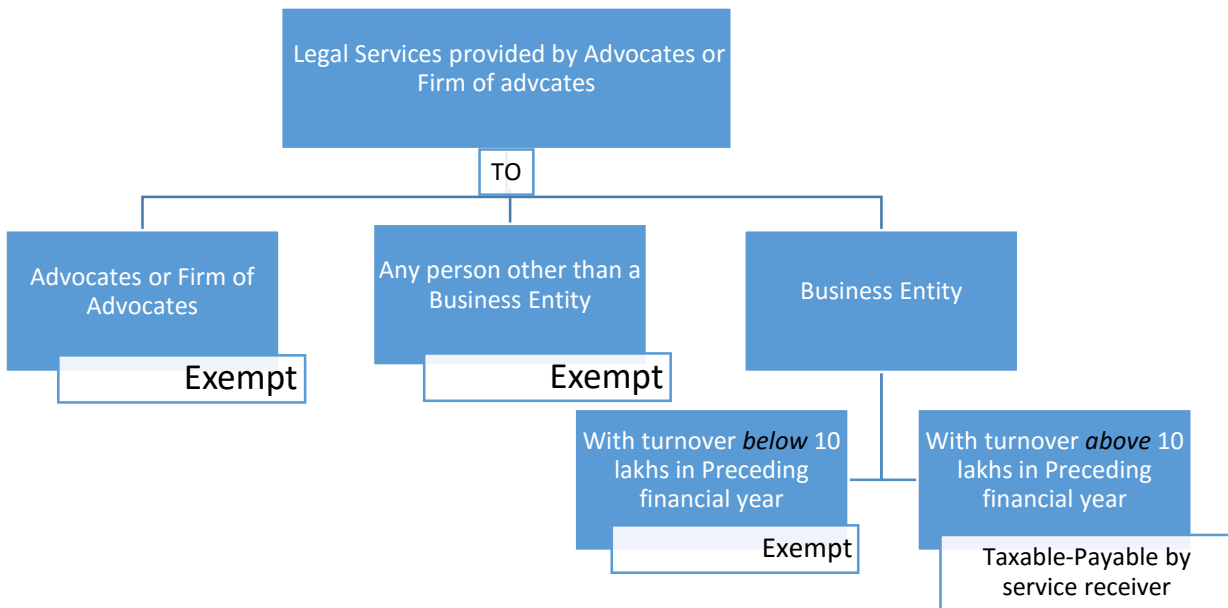 Legal Services provided by Advocates or
Firm of advcates
TO
Advocates or Firm of
Advocates
Exempt
Any person other than a
Business Entity
Exempt
Business Entity
With turnover below 10
lakhs in Preceding
financial year
Exempt
With turnover above 10
lakhs in Preceding
financial year
Taxable-Payable by
service receiver